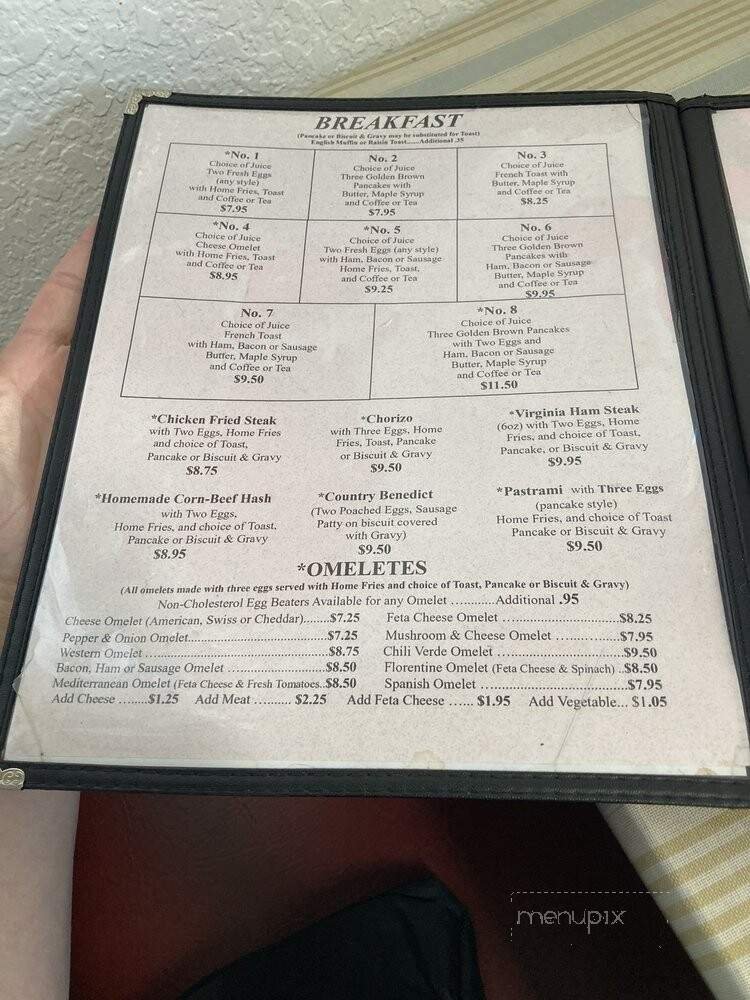 BREAKFAST
(Pancake or Biscuit & Gravy may be substituted for Toast)
English Muffin or Raisin Toast......Additional .35
*No. 1
Choice of Juice
Two Fresh Eggs
(any style)
with Home Fries, Toast
and Coffee or Tea
$7.95
No. 2
Choice of Juice
Three Golden Brown
Pancakes with
Butter, Maple Syrup
and Coffee or Tea
$7.95
No. 3
Choice of Juice
French Toast with
Butter, Maple Syrup
and Coffee or Tea
$8.25
*No. 4
Choice of Juice
Cheese Omelet
with Home Fries, Toast
and Coffee or Tea
$8.95
*No. 5
Choice of Juice
Two Fresh Eggs (any style)
with Ham, Bacon or Sausage
Home Fries, Toast,
and Coffee or Tea
$9.25
No. 6
Choice of Juice
Three Golden Brown
Pancakes with
Ham, Bacon or Sausage
Butter, Maple Syrup
and Coffee or Tea
$9.95
No. 7
Choice of Juice
French Toast
with Ham, Bacon or Sausage
Butter, Maple Syrup
and Coffee or Tea
$9.50
*No. 8
Choice of Juice
Three Golden Brown Pancakes
with Two Eggs and
Ham, Bacon or Sausage
Butter, Maple Syrup
and Coffee or Tea
$11.50
*Chicken Fried Steak
with Two Eggs, Home Fries
and choice of Toast,
Pancake or Biscuit & Gravy
$8.75
*Chorizo
with Three Eggs, Home
Fries, Toast, Pancake
or Biscuit & Gravy
$9.50
*Virginia Ham Steak
(6oz) with Two Eggs, Home
Fries, and choice of Toast,
Pancake, or Biscuit & Gravy
$9.95
*Homemade Corn-Beef Hash
with Two Eggs,
Home Fries, and choice of Toast,
Pancake or Biscuit & Gravy
$8.95
*Country Benedict
(Two Poached Eggs, Sausage
Patty on biscuit covered
with Gravy)
$9.50
*Pastrami with Three Eggs
(pancake style)
Home Fries, and choice of Toast
Pancake or Biscuit & Gravy
$9.50
*OMELETES
(All omelets made with three eggs served with Home Fries and choice of Toast, Pancake or Biscuit & Gravy)
Non-Cholesterol Egg Beaters Available for any Omelet ............Additional .95
Cheese Omelet (American, Swiss or Cheddar).......$7.25
Pepper & Onion Omelet...................................$7.25
Western Omelet .............................................$8.75
Bacon, Ham or Sausage Omelet ........................$8.50
Mediterranean Omelet (Feta Cheese & Fresh Tomatoes..$8.50
Feta Cheese Omelet .............................$8.25
Mushroom & Cheese Omelet ................$7.95
Chili Verde Omelet ...............................$9.50
Florentine Omelet (Feta Cheese & Spinach) ..$8.50
Spanish Omelet ....................................$7.95
Add Cheese ........$1.25 Add Meat .......... $2.25 Add Feta Cheese ...... $1.95 Add Vegetable... $1.05
menupix